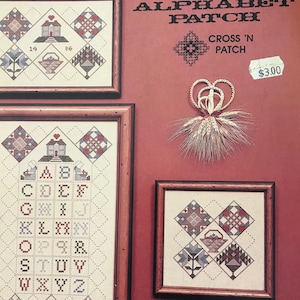 ALPHABET
PATCH
CROSS 'N
PATCH
$3.00
19 86
A B
C D E F
G H I J
K L M N
O P Q R
S T U V
W X Y Z